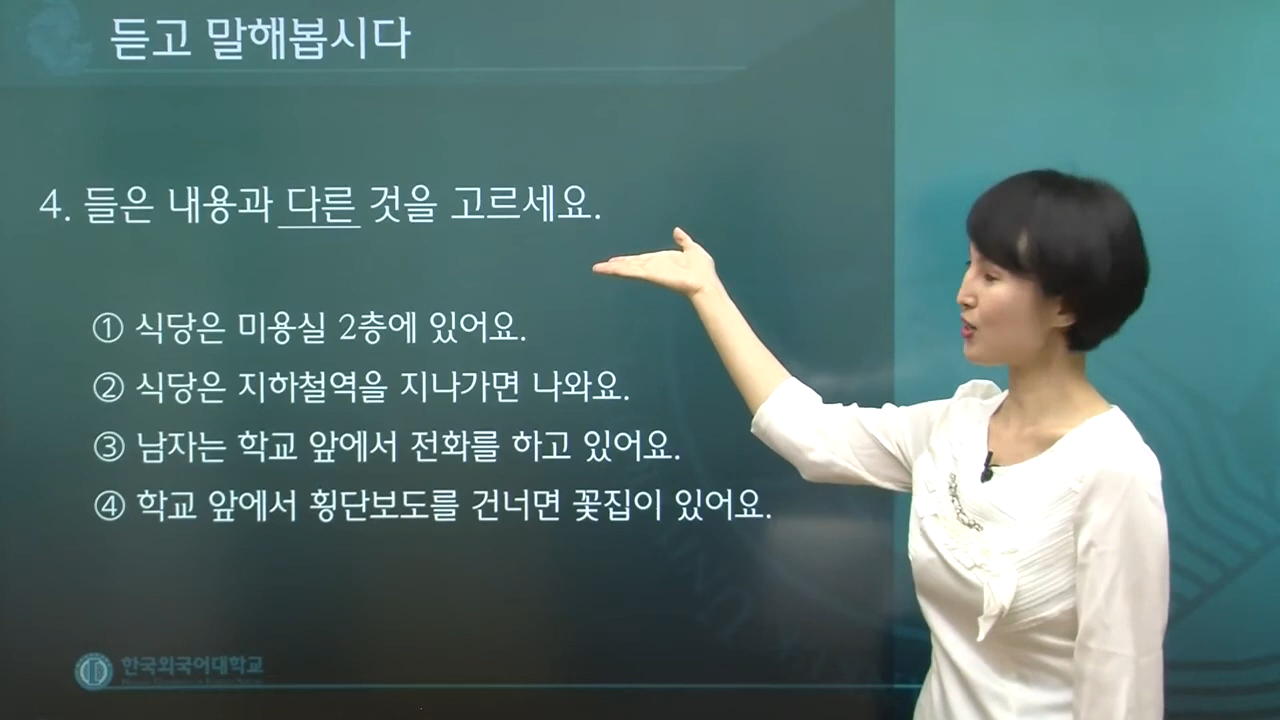 듣고 말해봅시다
4. 들은 내용과 다른 것을 고르세요.
① 식당은 미용실 2층에 있어요.
② 식당은 지하철역을 지나가면 나와요.
③ 남자는 학교 앞에서 전화를 하고 있어요.
④ 학교 앞에서 횡단보도를 건너면 꽃집이 있어요.
한국외국어대학교